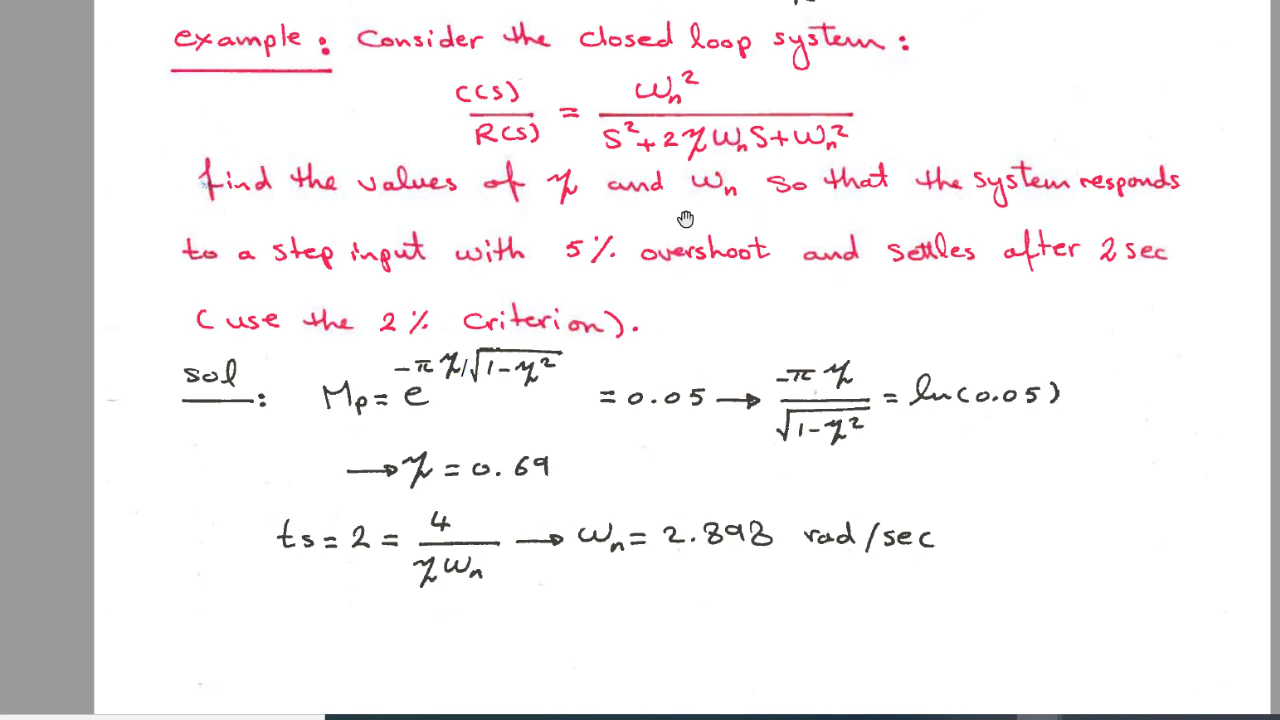 example: Consider the closed loop system:
C(s)/R(s) = ωn²/(s²+2ζωns+ωn²)
find the values of ζ and ωn so that the system responds
to a step input with 5% overshoot and settles after 2 sec
(use the 2% criterion).
sol: Mp = e^(-πζ/√(1-ζ²)) = 0.05 → -πζ/√(1-ζ²) = ln(0.05)
→ ζ = 0.69
ts = 2 = 4/(ζωn) → ωn = 2.898 rad/sec